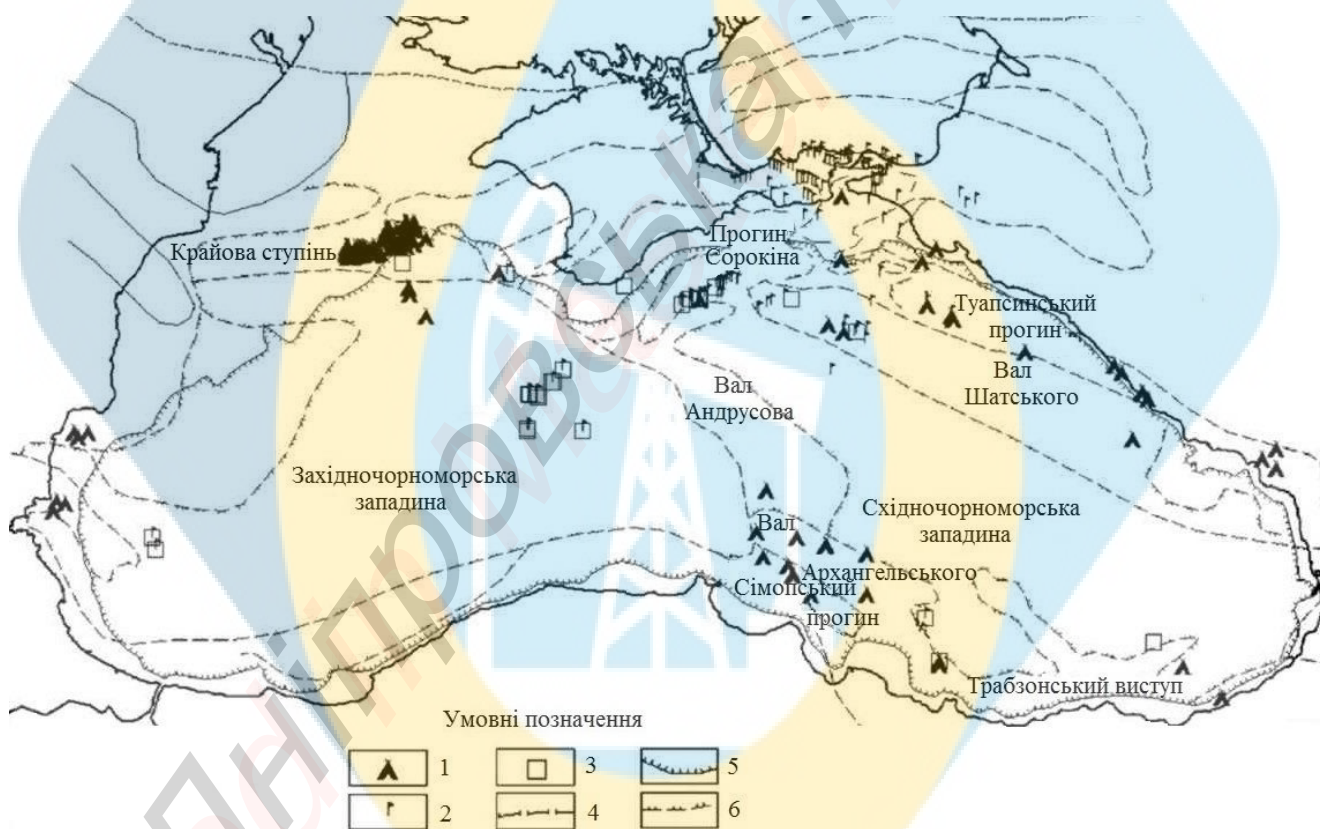 Крайова ступінь
Прогин
Сорокіна
Туапсинський
прогин
Вал
Шатського
Вал
Андрусова
Західночорноморська
западина
Східночорноморська
западина
Вал
Архангельського
Сімопський
прогин
Трабзонський виступ
Умовні позначення
1
3
5
2
4
6